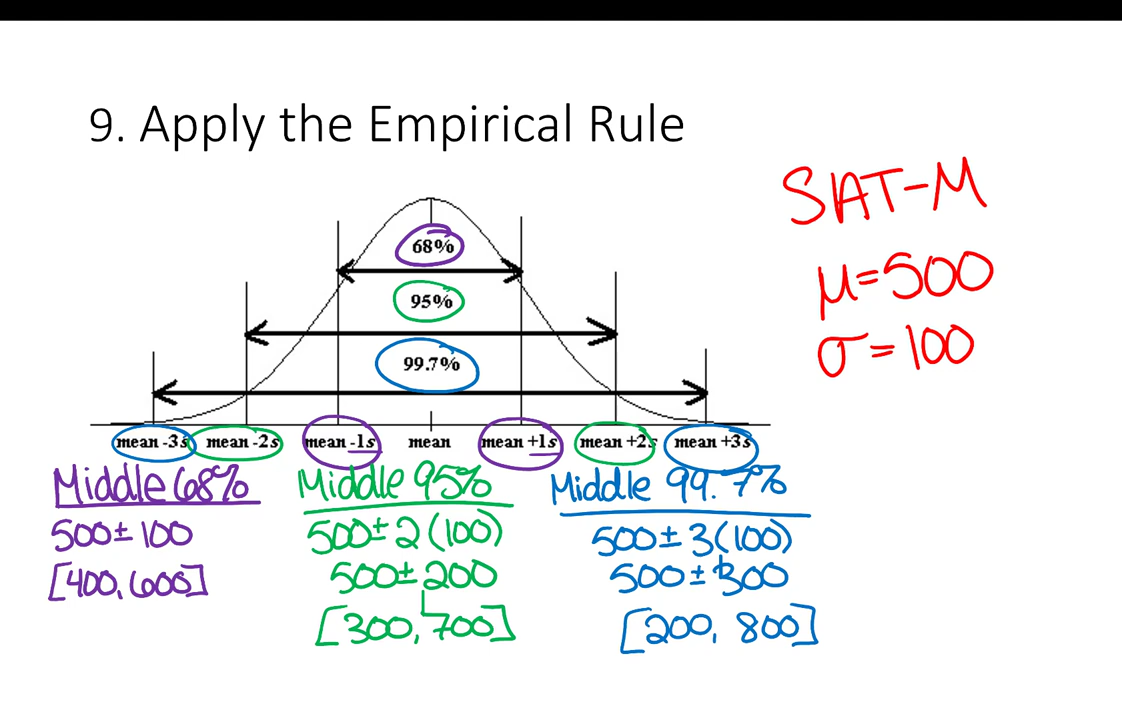 9. Apply the Empirical Rule
SAT-M
μ=500
σ=100
68%
95%
99.7%
mean -3s mean -2s mean -1s mean mean +1s mean +2s mean +3s
Middle 68%
500±100
[400,600]
Middle 95%
500±2(100)
500±200
[300,700]
Middle 99.7%
500±3(100)
500±300
[200, 800]